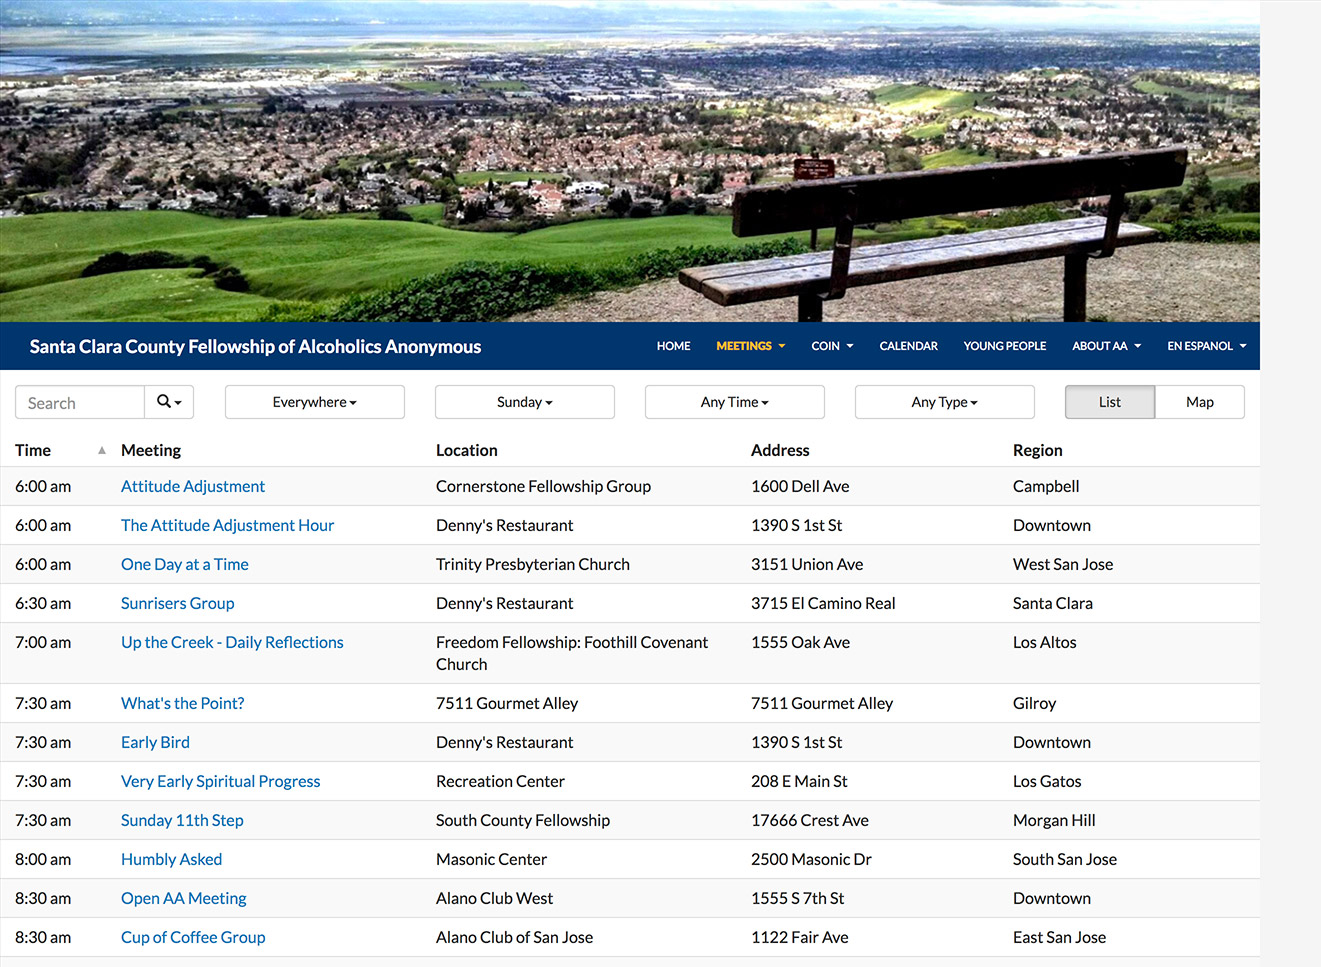 Santa Clara County Fellowship of Alcoholics Anonymous HOME MEETINGS COIN CALENDAR YOUNG PEOPLE ABOUT AA EN ESPANOL
Search Everywhere Sunday Any Time Any Type List Map
Time Meeting Location Address Region
6:00 am Attitude Adjustment Cornerstone Fellowship Group 1600 Dell Ave Campbell
6:00 am The Attitude Adjustment Hour Denny's Restaurant 1390 S 1st St Downtown
6:00 am One Day at a Time Trinity Presbyterian Church 3151 Union Ave West San Jose
6:30 am Sunrisers Group Denny's Restaurant 3715 El Camino Real Santa Clara
7:00 am Up the Creek - Daily Reflections Freedom Fellowship: Foothill Covenant 1555 Oak Ave Los Altos
Church
7:30 am What's the Point? 7511 Gourmet Alley 7511 Gourmet Alley Gilroy
7:30 am Early Bird Denny's Restaurant 1390 S 1st St Downtown
7:30 am Very Early Spiritual Progress Recreation Center 208 E Main St Los Gatos
7:30 am Sunday 11th Step South County Fellowship 17666 Crest Ave Morgan Hill
8:00 am Humbly Asked Masonic Center 2500 Masonic Dr South San Jose
8:30 am Open AA Meeting Alano Club West 1555 S 7th St Downtown
8:30 am Cup of Coffee Group Alano Club of San Jose 1122 Fair Ave East San Jose